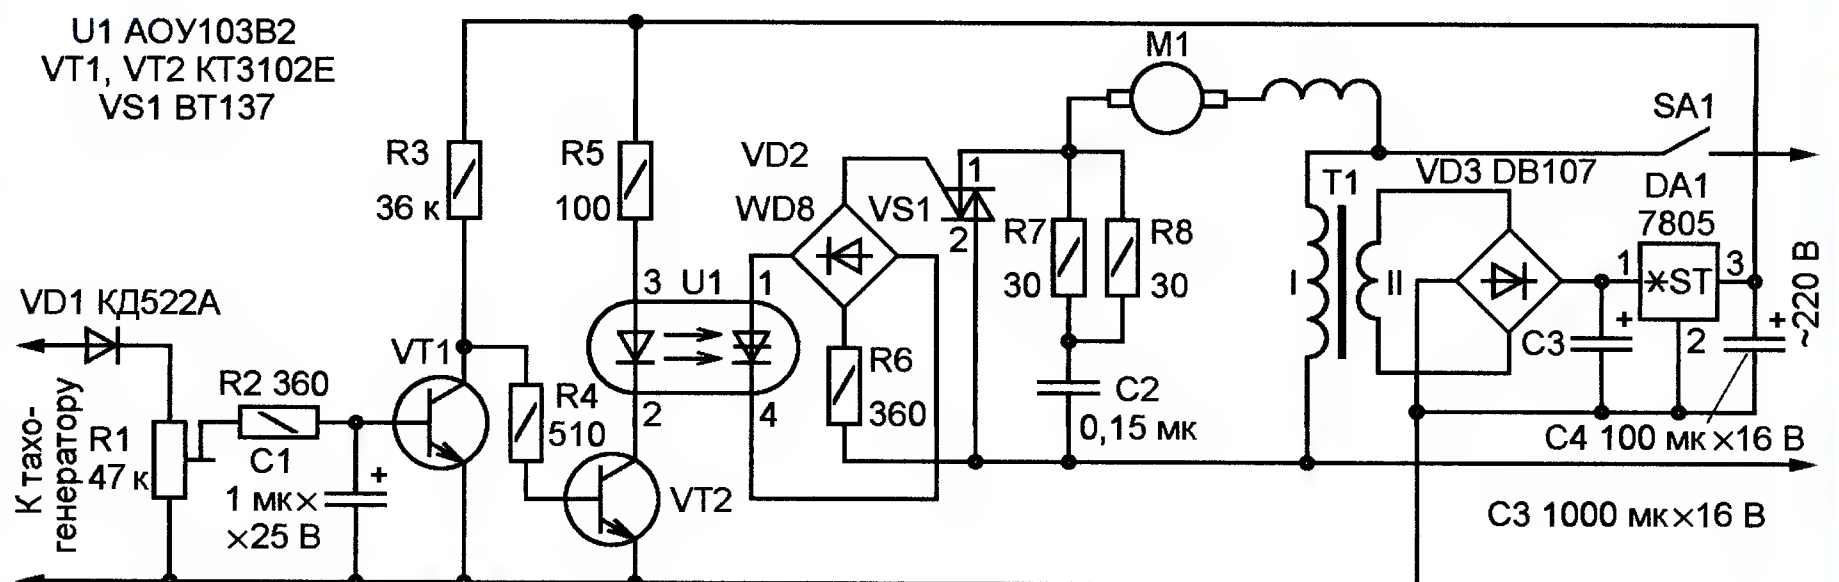 U1 АОУ103В2
VT1, VT2 КТ3102Е
VS1 ВТ137
M1
SA1
R3
36 к
R5
100
VD2
WD8
VS1
1
2
R7
30
R8
30
T1
I
II
VD3 DB107
DA1
7805
1
ST
3
2
~220 В
VD1 КД522А
3
U1
1
2
4
VT1
R2 360
R4
510
R6
360
C2
0,15 мк
C3
+
+
C4 100 мк×16 В
К тахо-
генератору
R1
47 к
C1
1 мк×
×25 В
+
VT2
C3 1000 мк×16 В